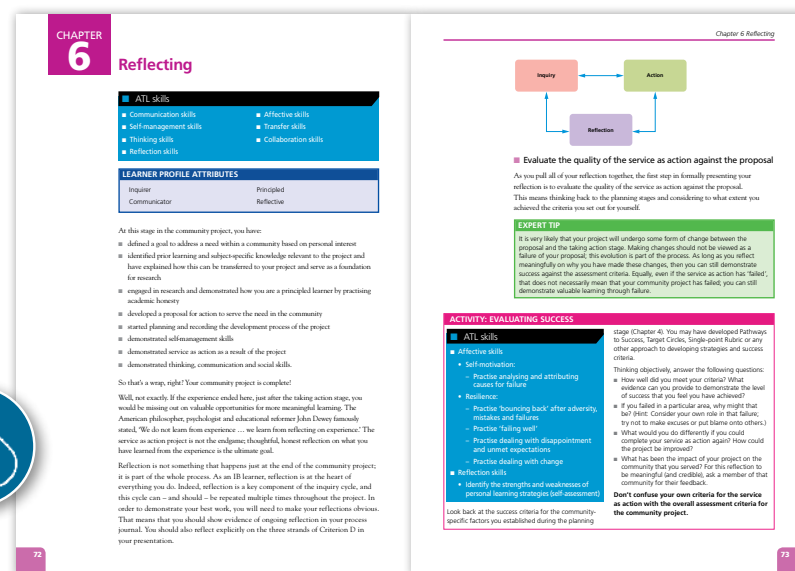 CHAPTER
6
Reflecting
■ ATL skills
■ Communication skills
■ Self-management skills
■ Thinking skills
■ Reflection skills
■ Affective skills
■ Transfer skills
■ Collaboration skills
LEARNER PROFILE ATTRIBUTES
Inquirer
Communicator
Principled
Reflective
At this stage in the community project, you have:
■ defined a goal to address a need within a community based on personal interest
■ identified prior learning and subject-specific knowledge relevant to the project and
have explained how this can be transferred to your project and serve as a foundation
for research
■ engaged in research and demonstrated how you are a principled learner by practising
academic honesty
■ developed a proposal for action to serve the need in the community
■ started planning and recording the development process of the project
■ demonstrated self-management skills
■ demonstrated service as action as a result of the project
■ demonstrated thinking, communication and social skills.
So that's a wrap, right? Your community project is complete!
Well, not exactly. If the experience ended here, just after the taking action stage, you
would be missing out on valuable opportunities for more meaningful learning. The
American philosopher, psychologist and educational reformer John Dewey famously
stated, 'We do not learn from experience … we learn from reflecting on experience.' The
service as action project is not the endgame; thoughtful, honest reflection on what you
have learned from the experience is the ultimate goal.
Reflection is not something that happens just at the end of the community project;
it is part of the whole process. As an IB learner, reflection is at the heart of
everything you do. Indeed, reflection is a key component of the inquiry cycle, and
this cycle can – and should – be repeated multiple times throughout the project. In
order to demonstrate your best work, you will need to make your reflections obvious.
That means that you should show evidence of ongoing reflection in your process
journal. You should also reflect explicitly on the three strands of Criterion D in
your presentation.
72
Chapter 6 Reflecting
Inquiry
Action
Reflection
■ Evaluate the quality of the service as action against the proposal
As you pull all of your reflection together, the first step in formally presenting your
reflection is to evaluate the quality of the service as action against the proposal.
This means thinking back to the planning stages and considering to what extent you
achieved the criteria you set out for yourself.
EXPERT TIP
It is very likely that your project will undergo some form of change between the
proposal and the taking action stage. Making changes should not be viewed as a
failure of your proposal; this evolution is part of the process. As long as you reflect
meaningfully on why you have made these changes, then you can still demonstrate
success against the assessment criteria. Equally, even if the service as action has 'failed',
that does not necessarily mean that your community project has failed; you can still
demonstrate valuable learning through failure.
ACTIVITY: EVALUATING SUCCESS
■ ATL skills
■ Affective skills
• Self-motivation:
– Practise analysing and attributing
causes for failure
• Resilience:
– Practise 'bouncing back' after adversity,
mistakes and failures
– Practise 'failing well'
– Practise dealing with disappointment
and unmet expectations
– Practise dealing with change
■ Reflection skills
• Identify the strengths and weaknesses of
personal learning strategies (self-assessment)
Look back at the success criteria for the community-
specific factors you established during the planning
stage (Chapter 4). You may have developed Pathways
to Success, Target Circles, Single-point Rubric or any
other approach to developing strategies and success
criteria.
Thinking objectively, answer the following questions:
■ How well did you meet your criteria? What
evidence can you provide to demonstrate the level
of success that you feel you have achieved?
■ If you failed in a particular area, why might that
be? (Hint: Consider your own role in that failure;
try not to make excuses or put blame onto others.)
■ What would you do differently if you could
complete your service as action again? How could
the project be improved?
■ What has been the impact of your project on the
community that you served? For this reflection to
be meaningful (and credible), ask a member of that
community for their feedback.
Don't confuse your own criteria for the service
as action with the overall assessment criteria for
the community project.
73